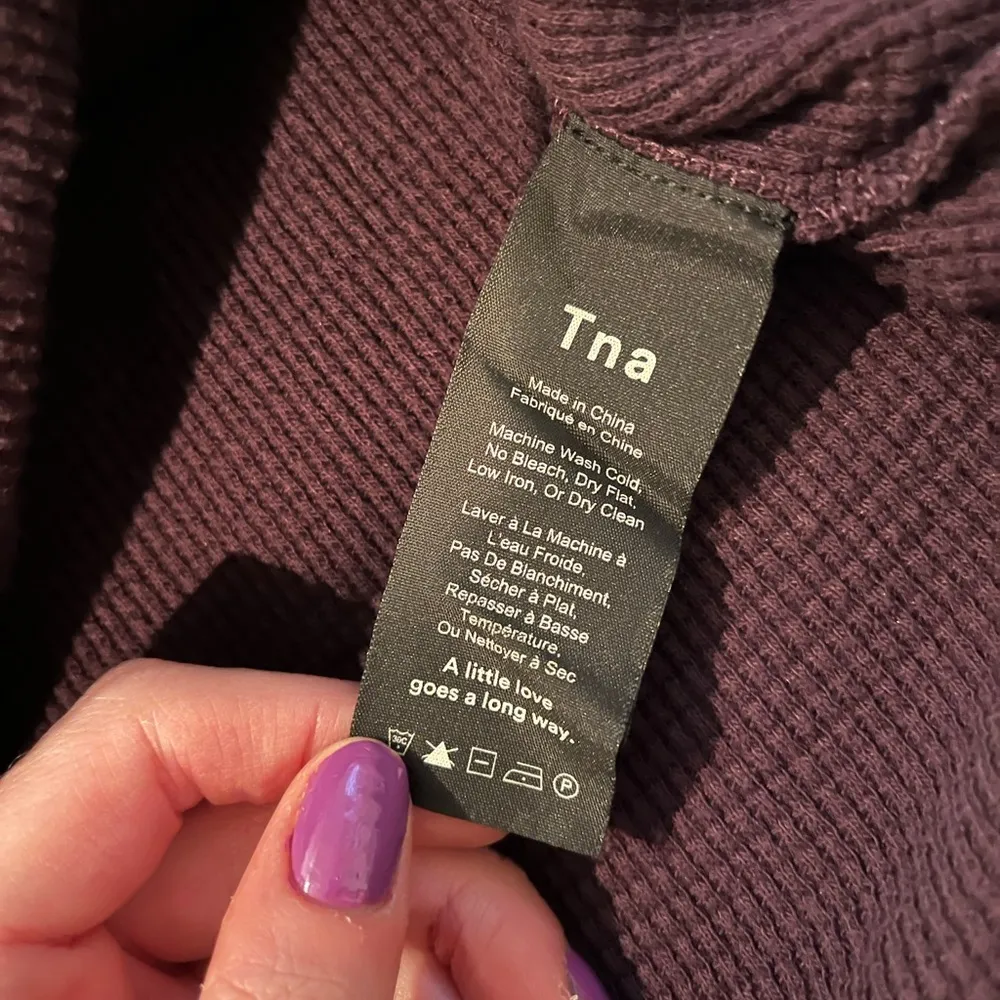 Tna
Made in China
Fabriqué en Chine
Machine Wash Cold,
No Bleach, Dry Flat,
Low Iron, Or Dry Clean
Laver à La Machine à
L'eau Froide,
Pas De Blanchiment,
Sécher à Plat,
Repasser à Basse
Température,
Ou Nettoyer à Sec
A little love
goes a long way.
30C
P